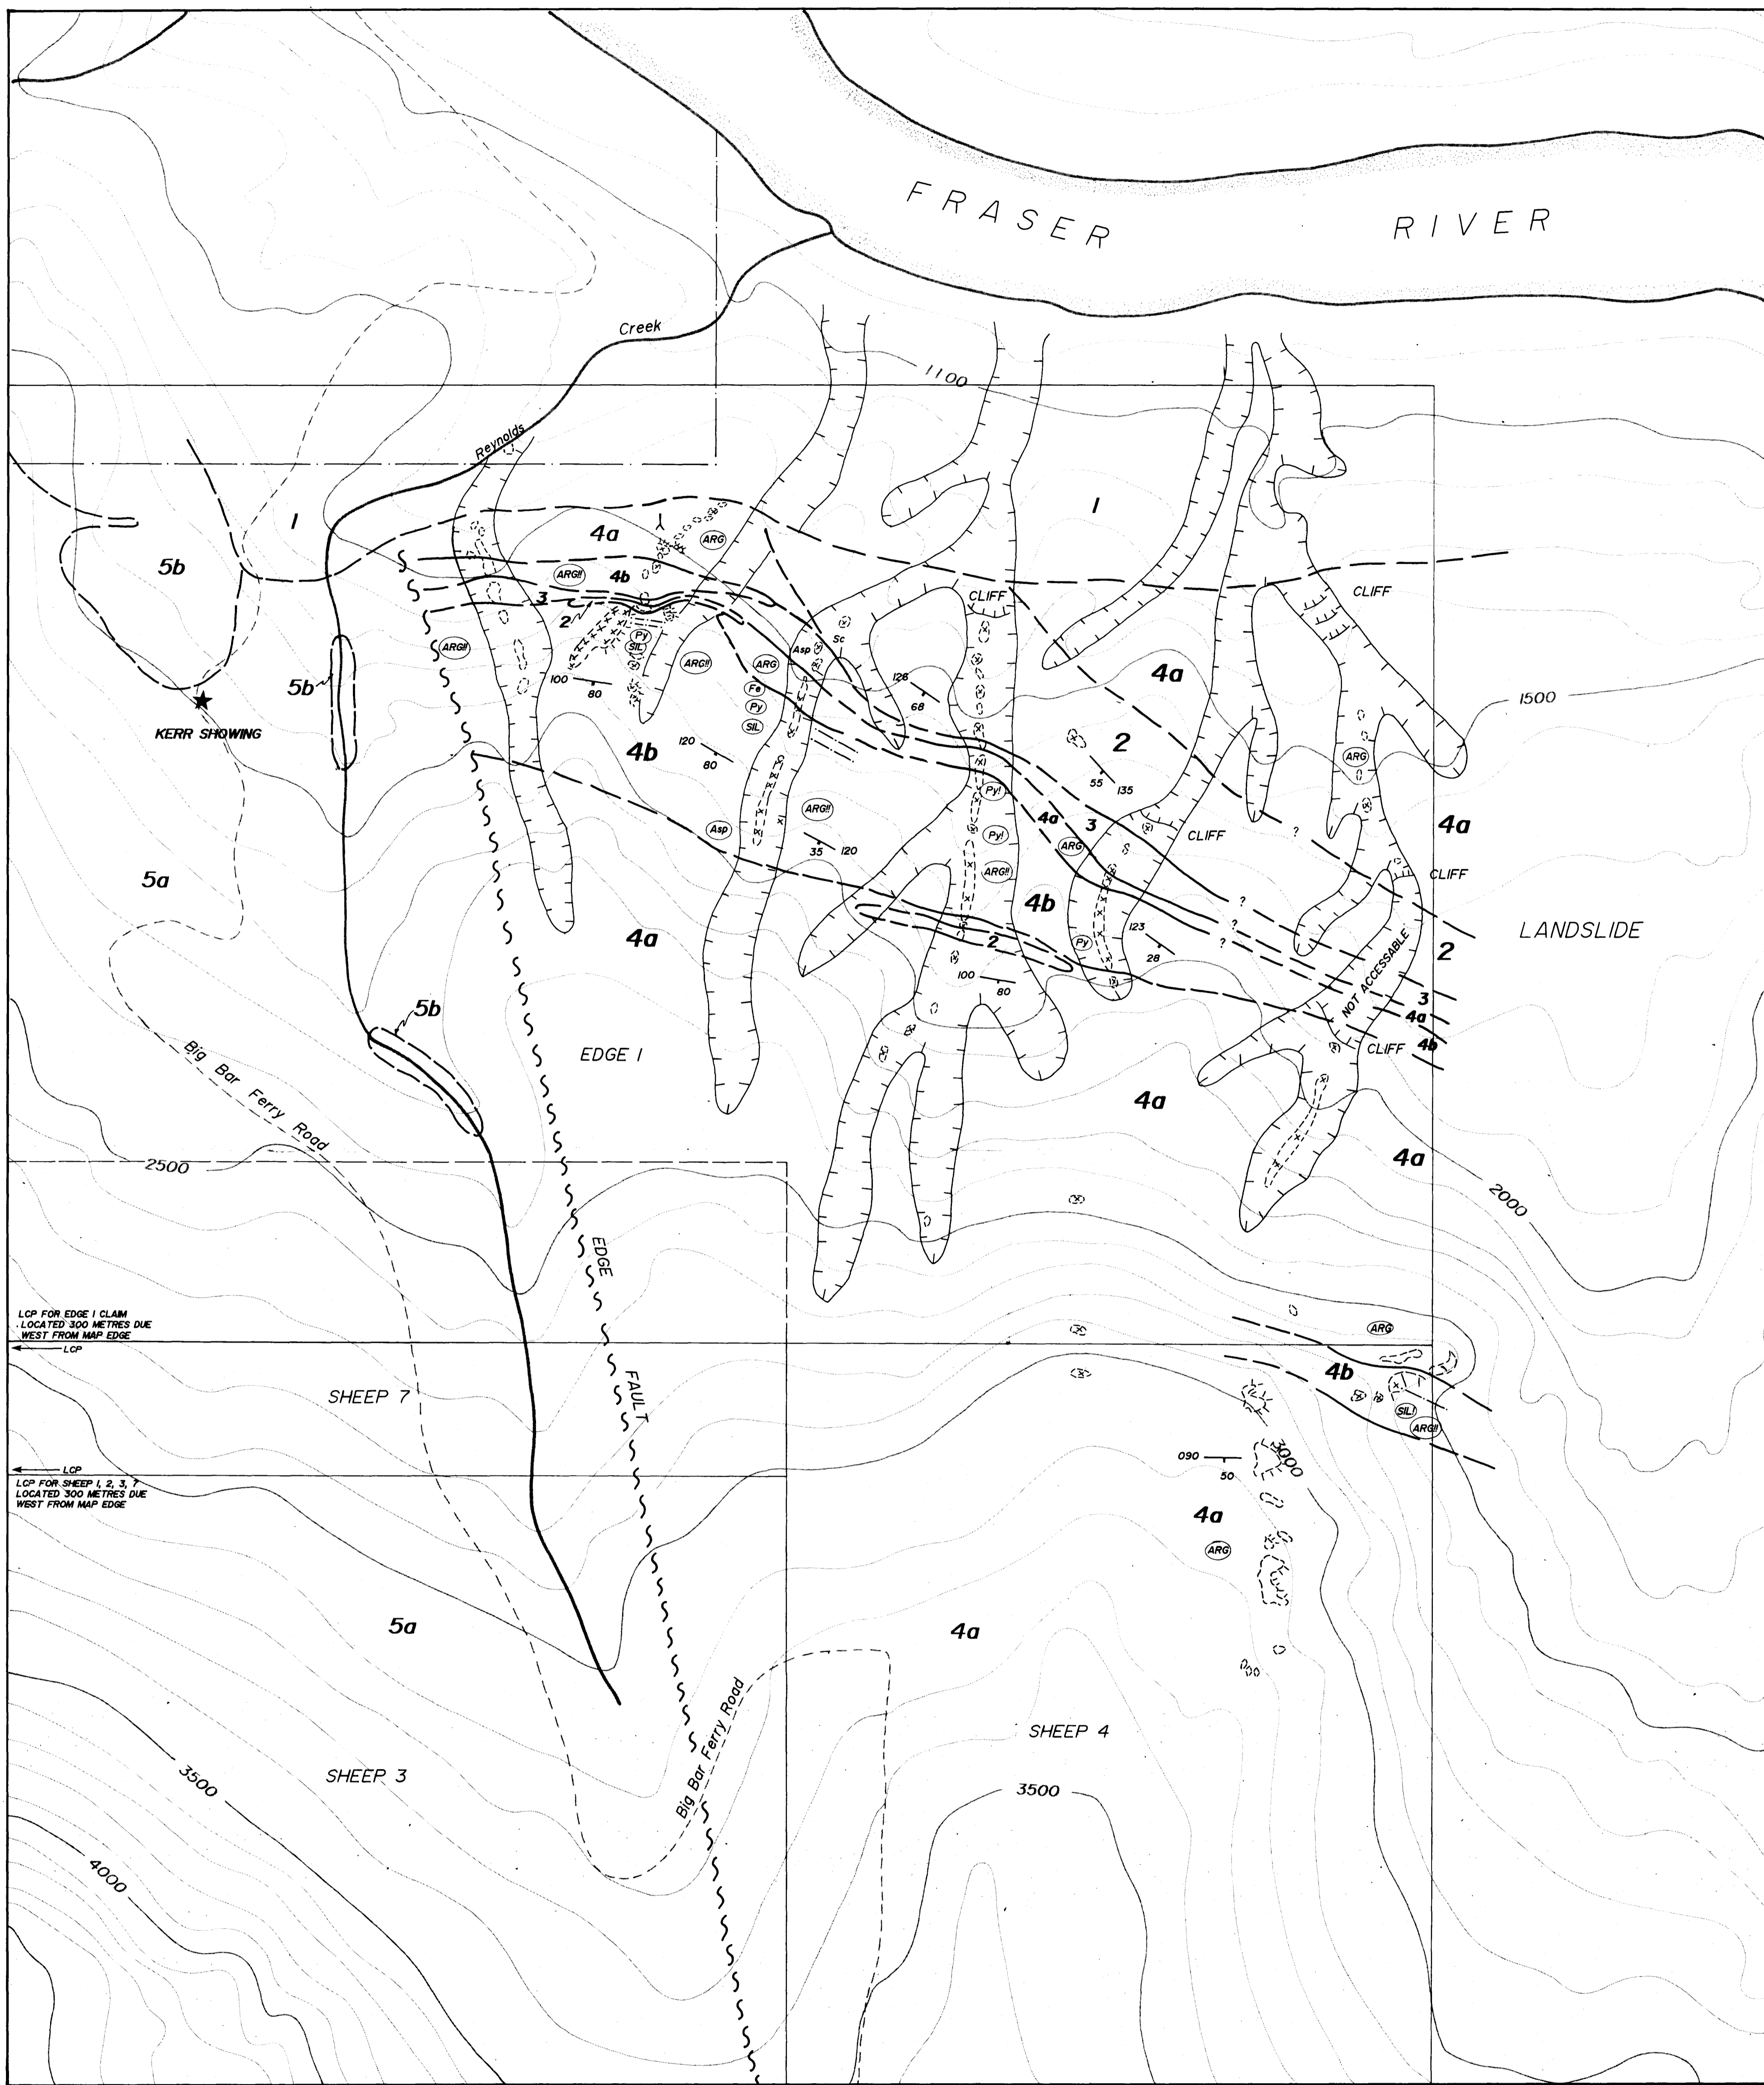 FRASER RIVER
Creek
1100
Reynolds
1
1
4a
ARG
5b
ARG!!
4b
CLIFF
CLIFF
3
2
Py
SIL
Sc
Asp
ARG!!
ARG!!
ARG
4a
5b
100
80
Fe
Py
SIL
126
68
1500
KERR SHOWING
120
80
4b
2
ARG
55
135
Py!
ARG!!
4a
3
4a
Asp
Py!
?
CLIFF
35
120
ARG
CLIFF
5a
ARG!!
4b
?
123
LANDSLIDE
4a
2
Py
28
?
2
NOT ACCESSABLE
100
80
3
4a
5b
CLIFF
4b
EDGE 1
Big Bar Ferry Road
4a
4a
2500
2000
EDGE
LCP FOR EDGE 1 CLAIM
LOCATED 300 METRES DUE
WEST FROM MAP EDGE
LCP
ARG
4b
SHEEP 7
FAULT
SIL!
ARG!!
3000
090
50
LCP
LCP FOR SHEEP 1, 2, 3, 7
LOCATED 300 METRES DUE
WEST FROM MAP EDGE
4a
ARG
5a
4a
Big Bar Ferry Road
SHEEP 4
SHEEP 3
3500
3500
4000